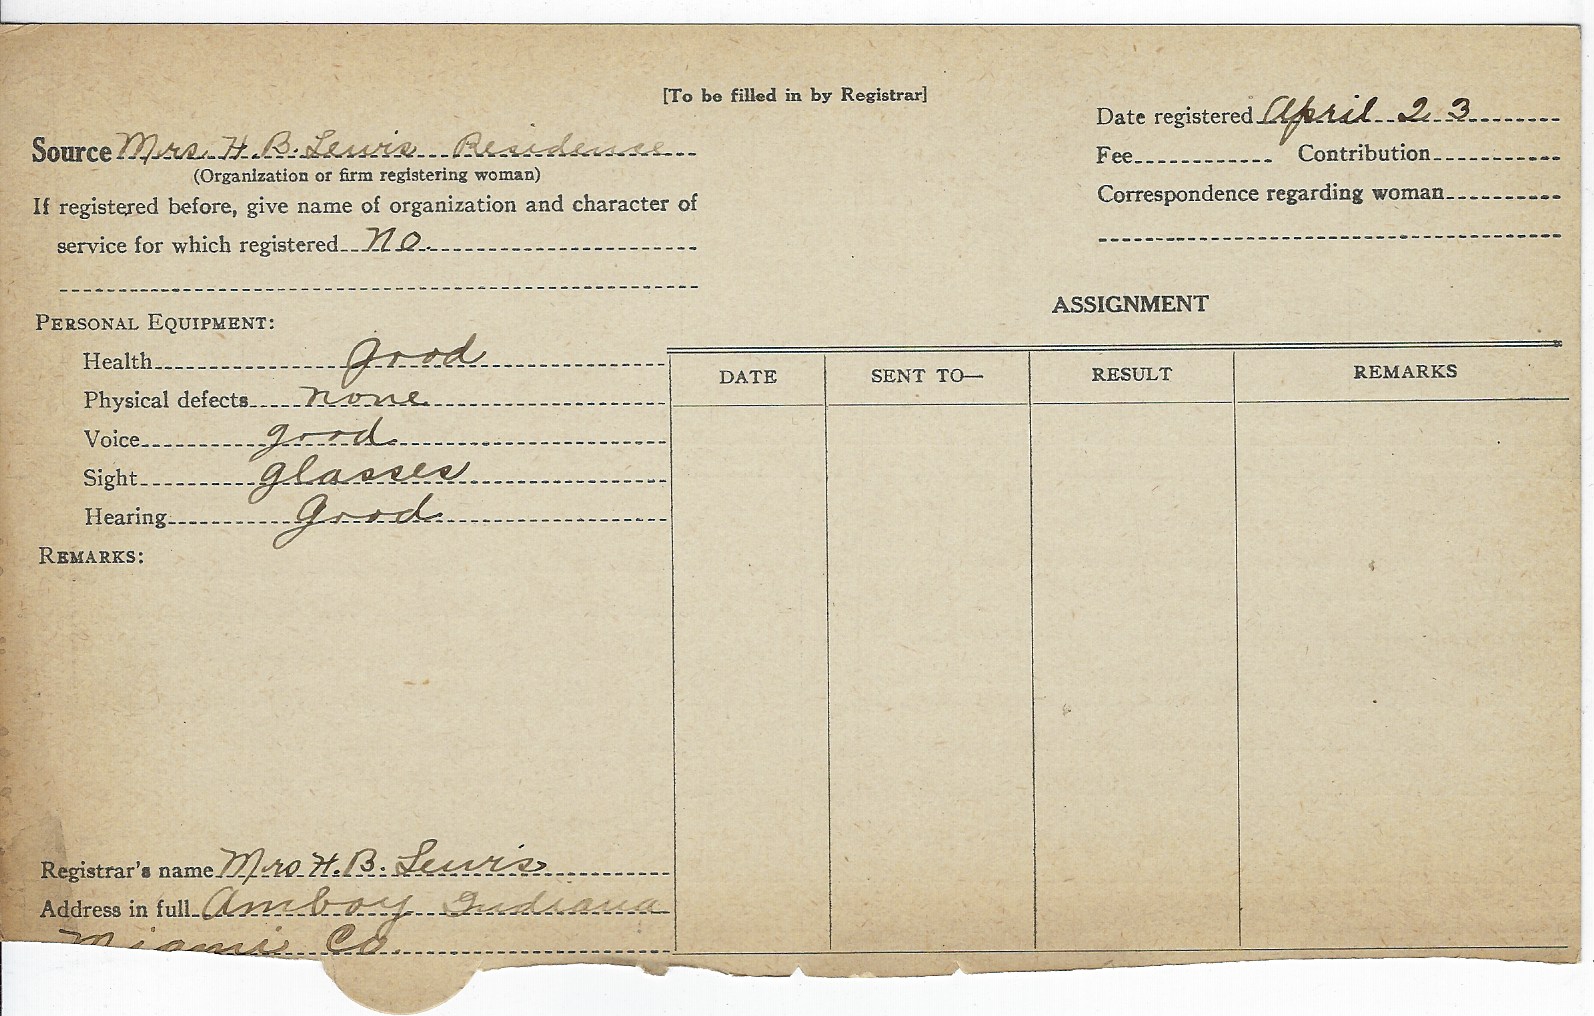 [To be filled in by Registrar]
Date registered April 23
Source Mrs. H. B. Lewis Residence
Fee Contribution
(Organization or firm registering woman)
Correspondence regarding woman
If registered before, give name of organization and character of
service for which registered no
ASSIGNMENT
PERSONAL EQUIPMENT:
Health good
DATE SENT TO— RESULT REMARKS
Physical defects none
Voice good
Sight glasses
Hearing good
REMARKS:
Registrar's name Mrs H. B. Lewis
Address in full Amboy Indiana
Miami Co.